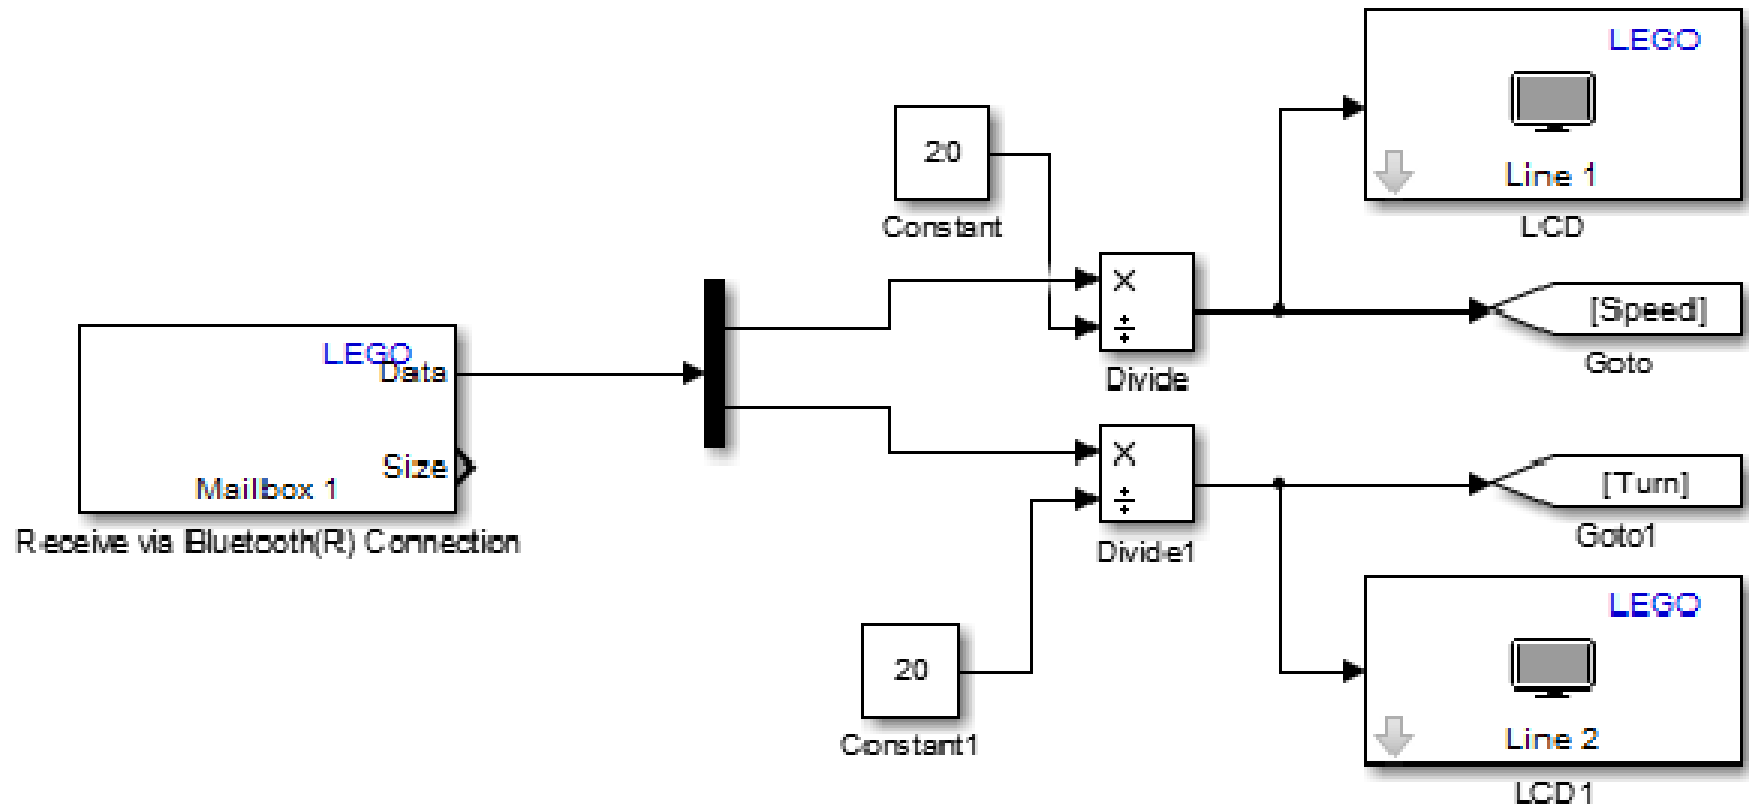 LEGO
Line 1
LCD
20
Constant
×
÷
Divide
[Speed]
Goto
LEGO
Data
Size
Mailbox 1
Receive via Bluetooth(R) Connection
×
÷
Divide1
[Turn]
Goto1
20
Constant1
LEGO
Line 2
LCD1